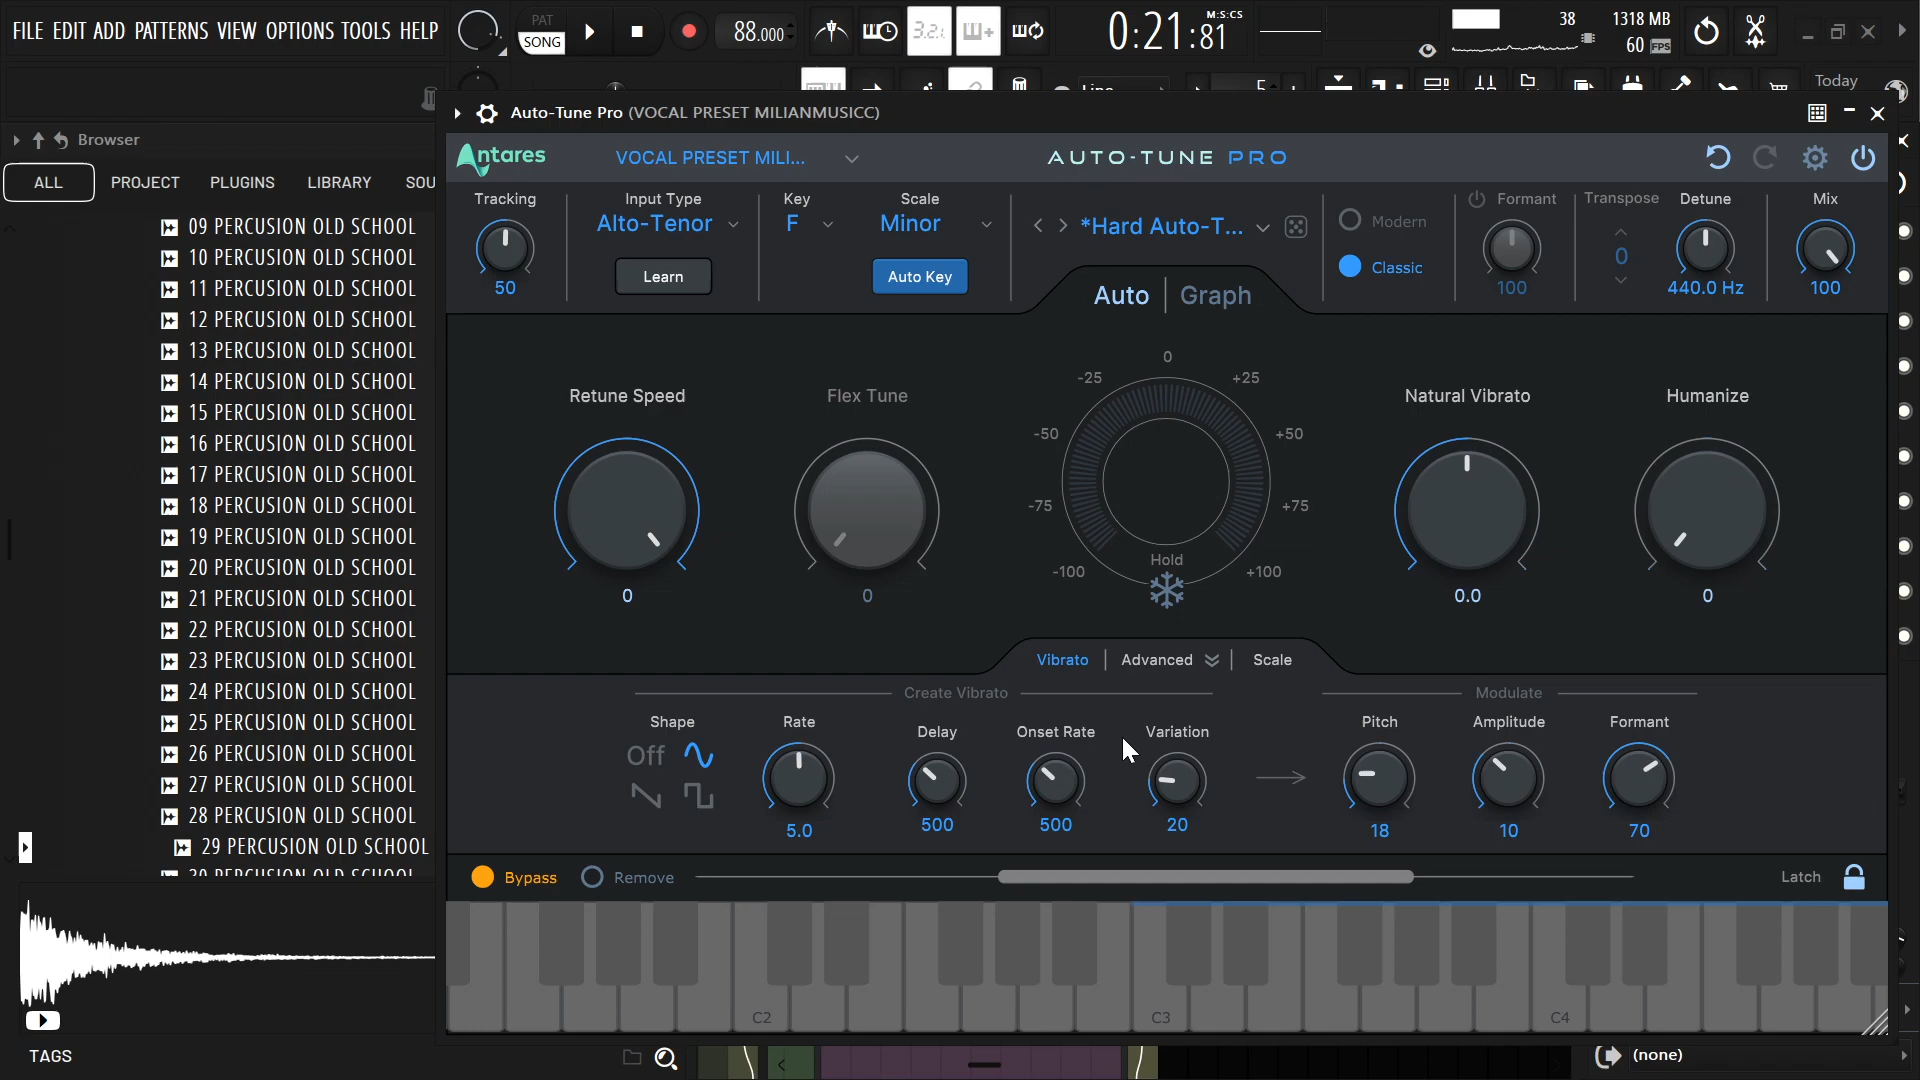 FILE EDIT ADD PATTERNS VIEW OPTIONS TOOLS HELP
PAT
SONG
88.000
3.2.1
0:21:81
M:S:CS
38
1318 MB
60 FPS
Line
5
Today
Browser
ALL PROJECT PLUGINS LIBRARY SOU
09 PERCUSION OLD SCHOOL
10 PERCUSION OLD SCHOOL
11 PERCUSION OLD SCHOOL
12 PERCUSION OLD SCHOOL
13 PERCUSION OLD SCHOOL
14 PERCUSION OLD SCHOOL
15 PERCUSION OLD SCHOOL
16 PERCUSION OLD SCHOOL
17 PERCUSION OLD SCHOOL
18 PERCUSION OLD SCHOOL
19 PERCUSION OLD SCHOOL
20 PERCUSION OLD SCHOOL
21 PERCUSION OLD SCHOOL
22 PERCUSION OLD SCHOOL
23 PERCUSION OLD SCHOOL
24 PERCUSION OLD SCHOOL
25 PERCUSION OLD SCHOOL
26 PERCUSION OLD SCHOOL
27 PERCUSION OLD SCHOOL
28 PERCUSION OLD SCHOOL
29 PERCUSION OLD SCHOOL
TAGS
Auto-Tune Pro (VOCAL PRESET MILIANMUSICC)
Antares
VOCAL PRESET MILI...
AUTO-TUNE PRO
Tracking
50
Input Type
Alto-Tenor
Learn
Key
F
Scale
Minor
Auto Key
*Hard Auto-T...
Modern
Classic
Formant
100
Transpose
0
Detune
440.0 Hz
Mix
100
Auto | Graph
Retune Speed
0
Flex Tune
0
0
-25 +25
-50 +50
-75 +75
-100 +100
Hold
Natural Vibrato
0.0
Humanize
0
Vibrato | Advanced | Scale
Create Vibrato
Modulate
Shape
Off
Rate
5.0
Delay
500
Onset Rate
500
Variation
20
Pitch
18
Amplitude
10
Formant
70
Bypass
Remove
Latch
C2
C3
C4
(none)